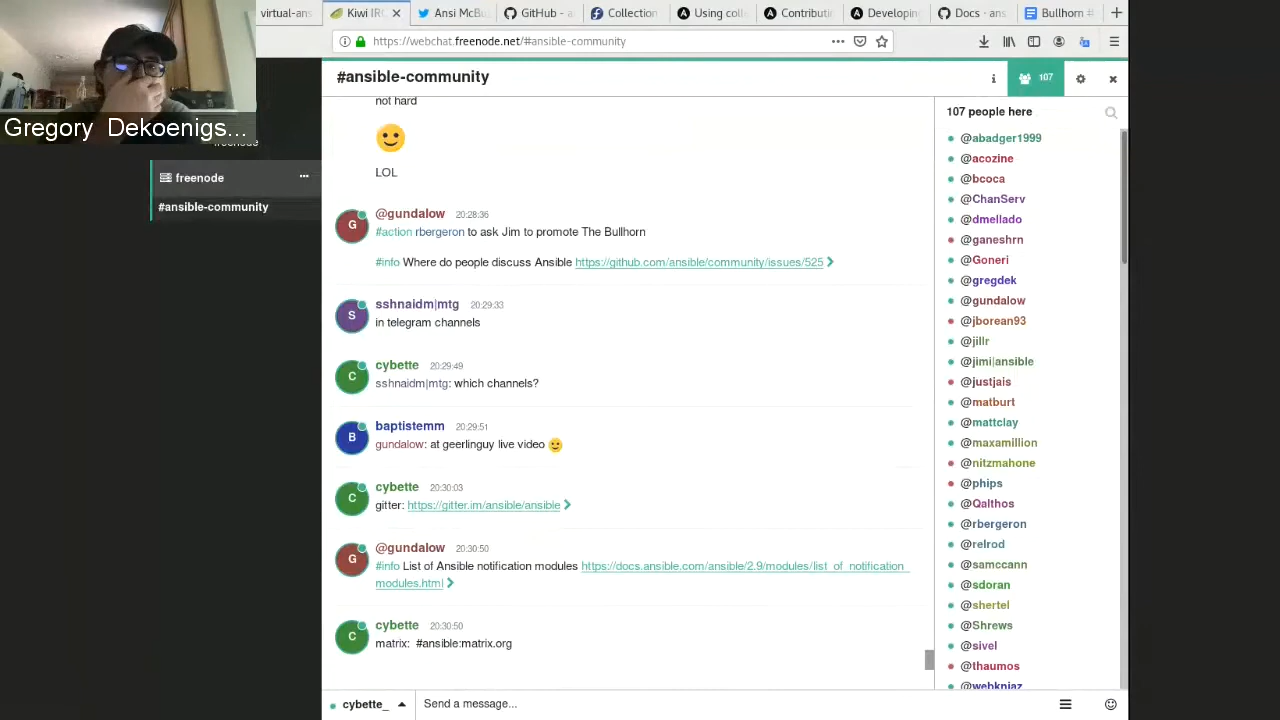 virtual-ans
Kiwi IRC
Ansi McBu
GitHub - a
Collection
Using coll
Contributin
Developing
Docs · ans
Bullhorn #
https://webchat.freenode.net/#ansible-community
Gregory Dekoenigs...
freenode
#ansible-community
#ansible-community
107
not hard
LOL
@gundalow 20:28:36
#action rbergeron to ask Jim to promote The Bullhorn
#info Where do people discuss Ansible https://github.com/ansible/community/issues/525
sshnaidm|mtg 20:29:33
in telegram channels
cybette 20:29:49
sshnaidm|mtg: which channels?
baptistemm 20:29:51
gundalow: at geerlinguy live video
cybette 20:30:03
gitter: https://gitter.im/ansible/ansible
@gundalow 20:30:50
#info List of Ansible notification modules https://docs.ansible.com/ansible/2.9/modules/list_of_notification_
modules.html
cybette 20:30:50
matrix: #ansible:matrix.org
G
S
C
B
C
G
C
cybette_
Send a message...
107 people here
@abadger1999
@acozine
@bcoca
@ChanServ
@dmellado
@ganeshrn
@Goneri
@gregdek
@gundalow
@jborean93
@jillr
@jimi|ansible
@justjais
@matburt
@mattclay
@maxamillion
@nitzmahone
@phips
@Qalthos
@rbergeron
@relrod
@samccann
@sdoran
@shertel
@Shrews
@sivel
@thaumos
@webknjaz